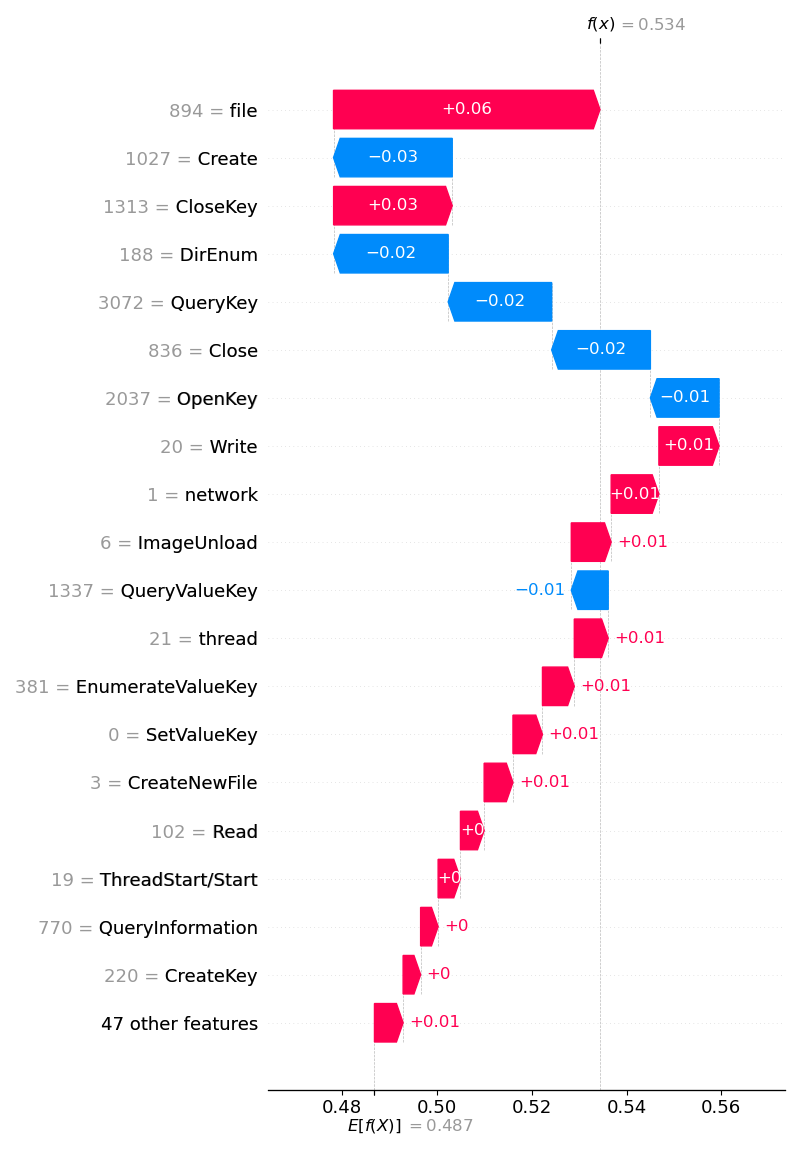 f(x) = 0.534
894 = file
+0.06
1027 = Create
−0.03
1313 = CloseKey
+0.03
188 = DirEnum
−0.02
3072 = QueryKey
−0.02
836 = Close
−0.02
2037 = OpenKey
−0.01
20 = Write
+0.01
1 = network
+0.01
6 = ImageUnload
+0.01
1337 = QueryValueKey
−0.01
21 = thread
+0.01
381 = EnumerateValueKey
+0.01
0 = SetValueKey
+0.01
3 = CreateNewFile
+0.01
102 = Read
+0
19 = ThreadStart/Start
+0
770 = QueryInformation
+0
220 = CreateKey
+0
47 other features
+0.01
0.48 0.50 0.52 0.54 0.56
E[f(X)] = 0.487